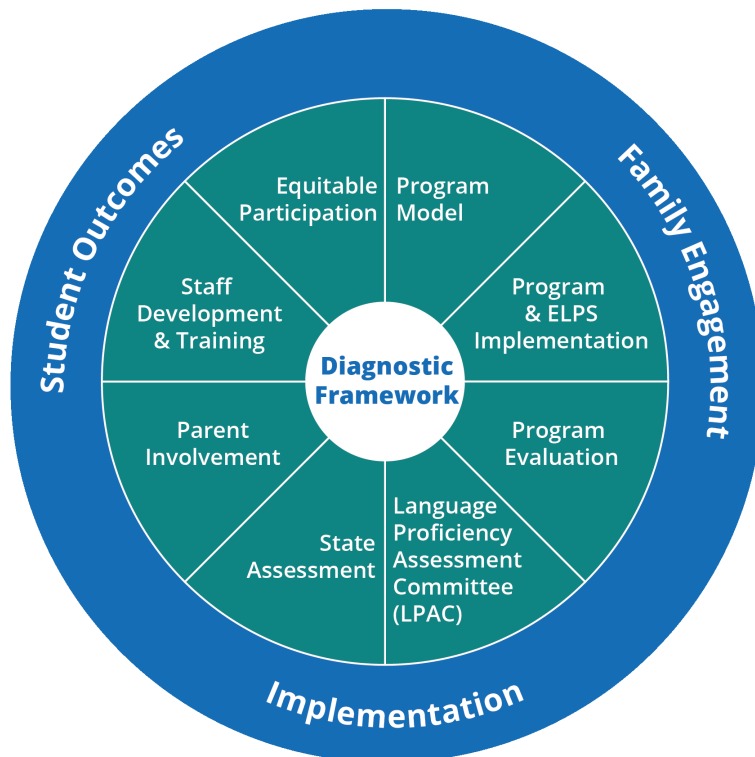 Student Outcomes
Family Engagement
Implementation
Equitable
Participation
Program
Model
Program
& ELPS
Implementation
Program
Evaluation
Language
Proficiency
Assessment
Committee
(LPAC)
State
Assessment
Parent
Involvement
Staff
Development
& Training
Diagnostic
Framework